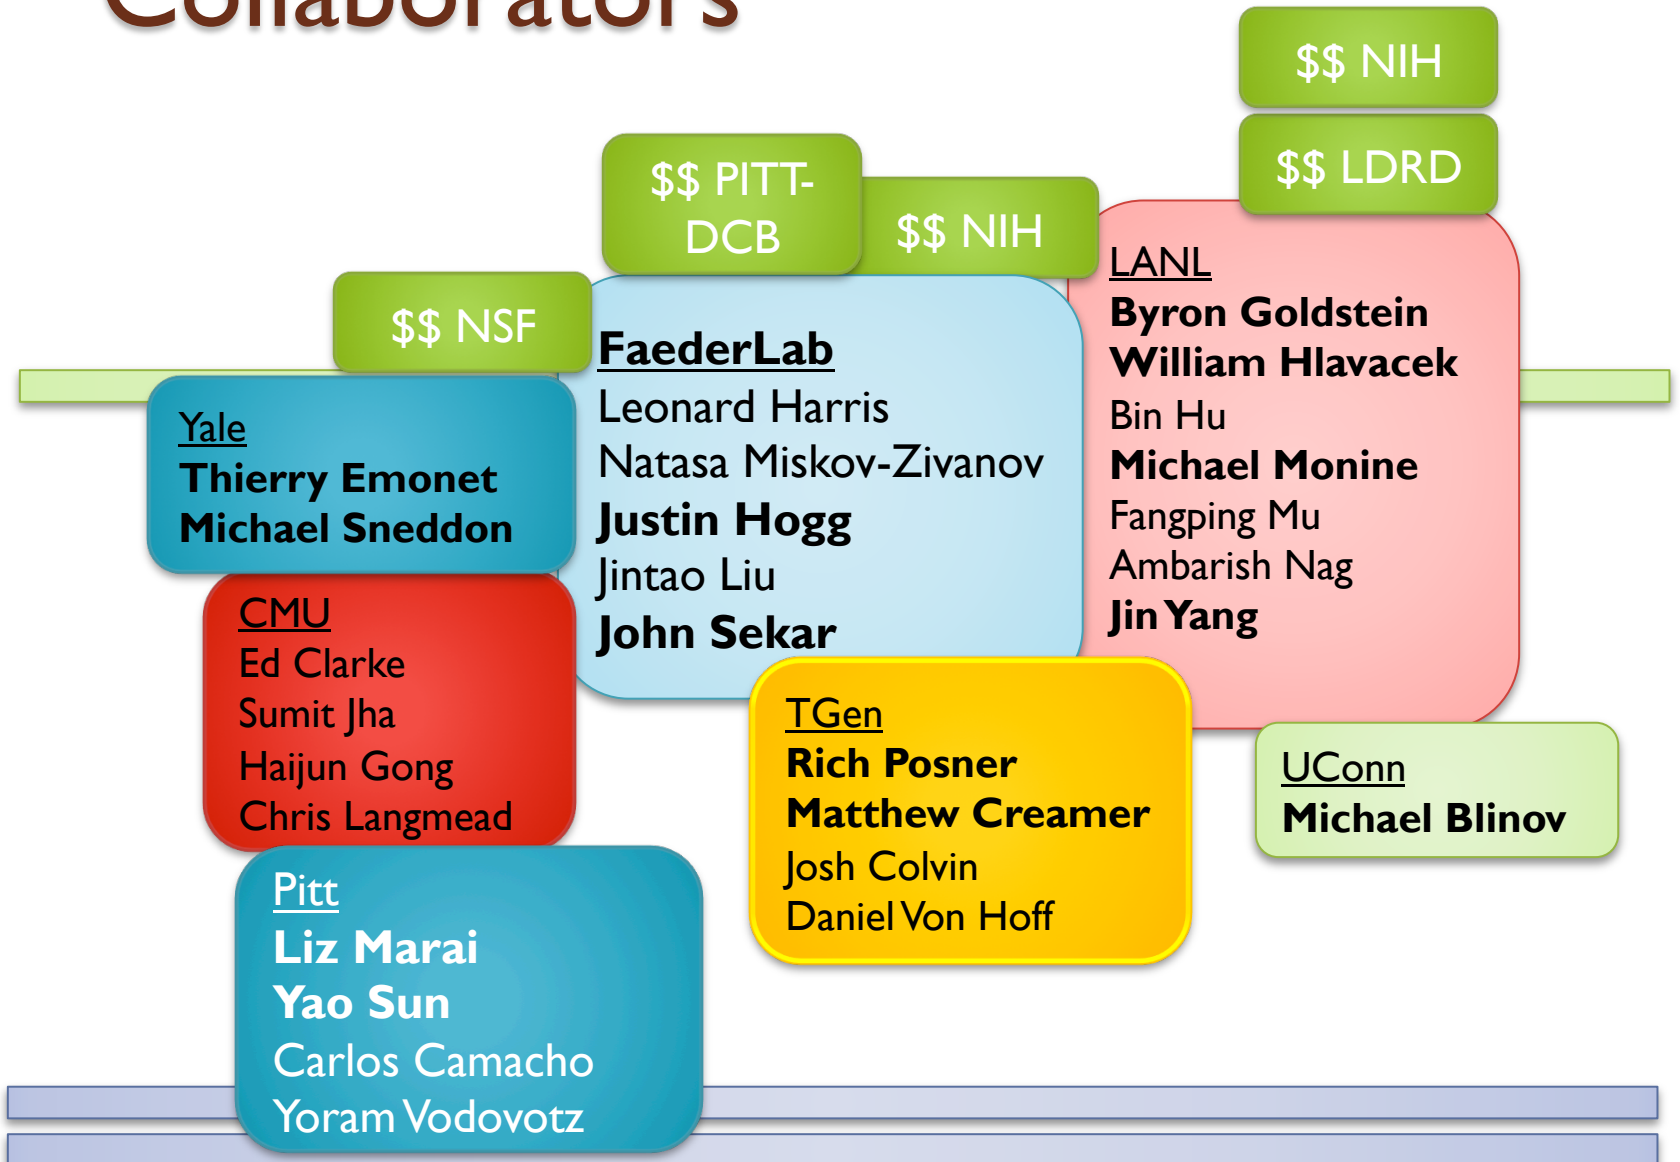 Collaborators
$$ NIH
$$ LDRD
$$ PITT-
DCB
$$ NIH
$$ NSF
Yale
Thierry Emonet
Michael Sneddon
CMU
Ed Clarke
Sumit Jha
Haijun Gong
Chris Langmead
Pitt
Liz Marai
Yao Sun
Carlos Camacho
Yoram Vodovotz
FaederLab
Leonard Harris
Natasa Miskov-Zivanov
Justin Hogg
Jintao Liu
John Sekar
TGen
Rich Posner
Matthew Creamer
Josh Colvin
Daniel Von Hoff
LANL
Byron Goldstein
William Hlavacek
Bin Hu
Michael Monine
Fangping Mu
Ambarish Nag
Jin Yang
UConn
Michael Blinov